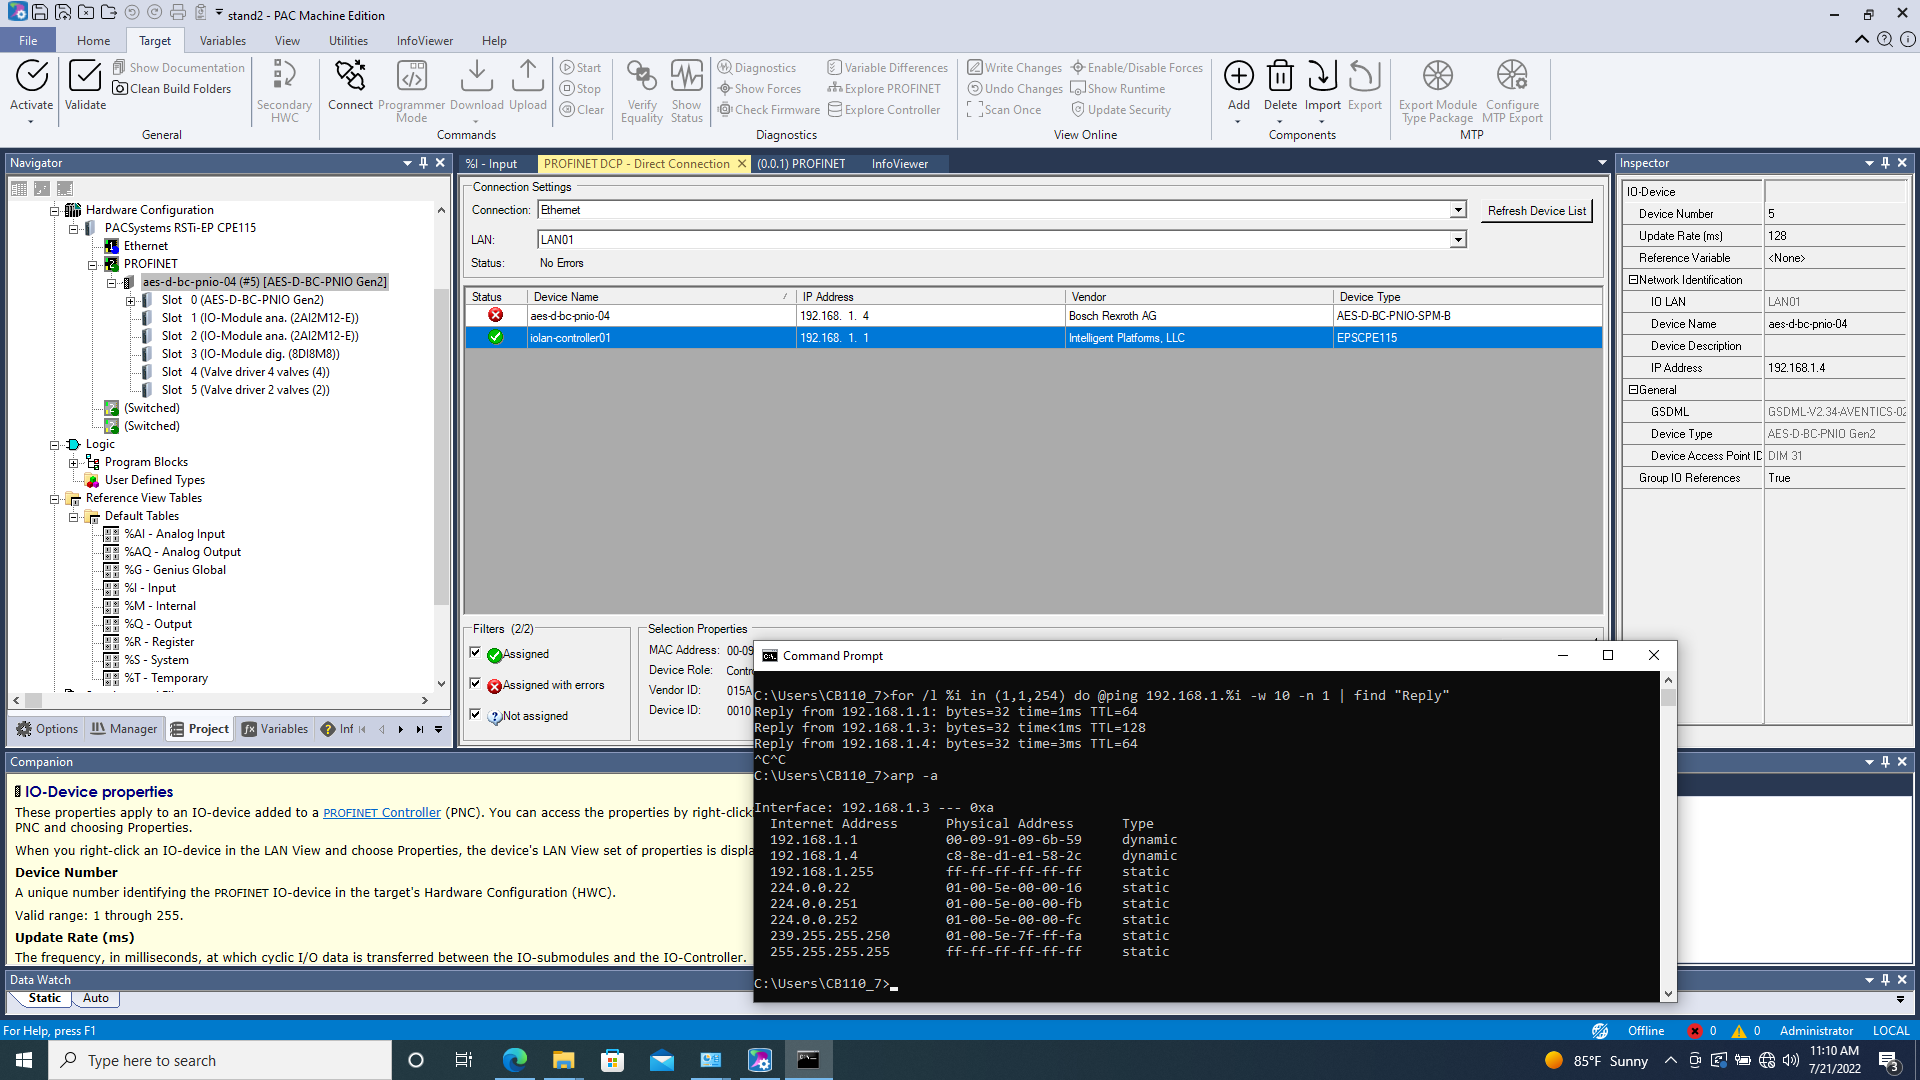 stand2 - PAC Machine Edition
File Home Target Variables View Utilities InfoViewer Help
Activate
Validate
Show Documentation
Clean Build Folders
General
Secondary HWC
Connect
Programmer Mode
Download
Upload
Start
Stop
Clear
Commands
Verify Equality
Show Status
Diagnostics
Show Forces
Check Firmware
Variable Differences
Explore PROFINET
Explore Controller
Diagnostics
Write Changes
Undo Changes
Scan Once
Enable/Disable Forces
Show Runtime
Update Security
View Online
Add
Delete
Import
Export
Components
Export Module Type Package
Configure MTP Export
MTP
Navigator
Hardware Configuration
PACSystems RSTi-EP CPE115
Ethernet
PROFINET
aes-d-bc-pnio-04 (#5) [AES-D-BC-PNIO Gen2]
Slot 0 (AES-D-BC-PNIO Gen2)
Slot 1 (IO-Module ana. (2AI2M12-E))
Slot 2 (IO-Module ana. (2AI2M12-E))
Slot 3 (IO-Module dig. (8DI8M8))
Slot 4 (Valve driver 4 valves (4))
Slot 5 (Valve driver 2 valves (2))
(Switched)
(Switched)
Logic
Program Blocks
User Defined Types
Reference View Tables
Default Tables
%AI - Analog Input
%AQ - Analog Output
%G - Genius Global
%I - Input
%M - Internal
%Q - Output
%R - Register
%S - System
%T - Temporary
Options Manager Project Variables Inf
%I - Input PROFINET DCP - Direct Connection (0.0.1) PROFINET InfoViewer
Connection Settings
Connection: Ethernet Refresh Device List
LAN: LAN01
Status: No Errors
Status Device Name IP Address Vendor Device Type
aes-d-bc-pnio-04 192.168. 1. 4 Bosch Rexroth AG AES-D-BC-PNIO-SPM-B
iolan-controller01 192.168. 1. 1 Intelligent Platforms, LLC EPSCPE115
Filters (2/2)
Assigned
Assigned with errors
Not assigned
Selection Properties
MAC Address: 00-09
Device Role: Contr
Vendor ID: 015A
Device ID: 0010
Inspector
IO-Device
Device Number 5
Update Rate (ms) 128
Reference Variable <None>
Network Identification
IO LAN LAN01
Device Name aes-d-bc-pnio-04
Device Description
IP Address 192.168.1.4
General
GSDML GSDML-V2.34-AVENTICS-02
Device Type AES-D-BC-PNIO Gen2
Device Access Point ID DIM 31
Group IO References True
Command Prompt
C:\Users\CB110_7>for /l %i in (1,1,254) do @ping 192.168.1.%i -w 10 -n 1 | find "Reply"
Reply from 192.168.1.1: bytes=32 time=1ms TTL=64
Reply from 192.168.1.3: bytes=32 time<1ms TTL=128
Reply from 192.168.1.4: bytes=32 time=3ms TTL=64
^C^C
C:\Users\CB110_7>arp -a
Interface: 192.168.1.3 --- 0xa
Internet Address Physical Address Type
192.168.1.1 00-09-91-09-6b-59 dynamic
192.168.1.4 c8-8e-d1-e1-58-2c dynamic
192.168.1.255 ff-ff-ff-ff-ff-ff static
224.0.0.22 01-00-5e-00-00-16 static
224.0.0.251 01-00-5e-00-00-fb static
224.0.0.252 01-00-5e-00-00-fc static
239.255.255.250 01-00-5e-7f-ff-fa static
255.255.255.255 ff-ff-ff-ff-ff-ff static
C:\Users\CB110_7>
Companion
IO-Device properties
These properties apply to an IO-device added to a PROFINET Controller (PNC). You can access the properties by right-click
PNC and choosing Properties.
When you right-click an IO-device in the LAN View and choose Properties, the device's LAN View set of properties is displa
Device Number
A unique number identifying the PROFINET IO-device in the target's Hardware Configuration (HWC).
Valid range: 1 through 255.
Update Rate (ms)
The frequency, in milliseconds, at which cyclic I/O data is transferred between the IO-submodules and the IO-Controller.
Data Watch
Static Auto
For Help, press F1
Offline 0 0 Administrator LOCAL
Type here to search
85°F Sunny
11:10 AM
7/21/2022
3